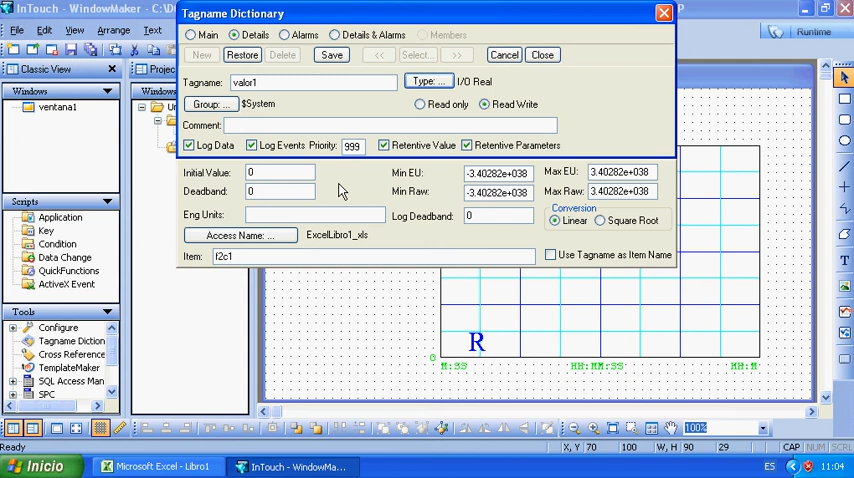 InTouch - WindowMaker - C:\D
File Edit View Arrange Text
Runtime
Classic View
Windows
ventana1
Scripts
Application
Key
Condition
Data Change
QuickFunctions
ActiveX Event
Tools
Configure
Tagname Diction
Cross Reference
TemplateMaker
SQL Access Man
SPC
Projec
Windows
Tagname Dictionary
Main Details Alarms Details & Alarms Members
New Restore Delete Save << Select... >> Cancel Close
Tagname: valor1 Type: ... I/O Real
Group: ... $System Read only Read Write
Comment:
Log Data Log Events Priority: 999 Retentive Value Retentive Parameters
Initial Value: 0 Min EU: -3.40282e+038 Max EU: 3.40282e+038
Deadband: 0 Min Raw: -3.40282e+038 Max Raw: 3.40282e+038
Eng Units: Log Deadband: 0 Conversion
Linear Square Root
Access Name: ... ExcelLibro1_xls
Item: f2c1 Use Tagname as Item Name
R
0
M:SS HH:MM:SS HH:M
100%
Ready X, Y 70 100 W, H 90 29 CAP NUM SCRL
Inicio Microsoft Excel - Libro1 InTouch - WindowMa... ES 11:04